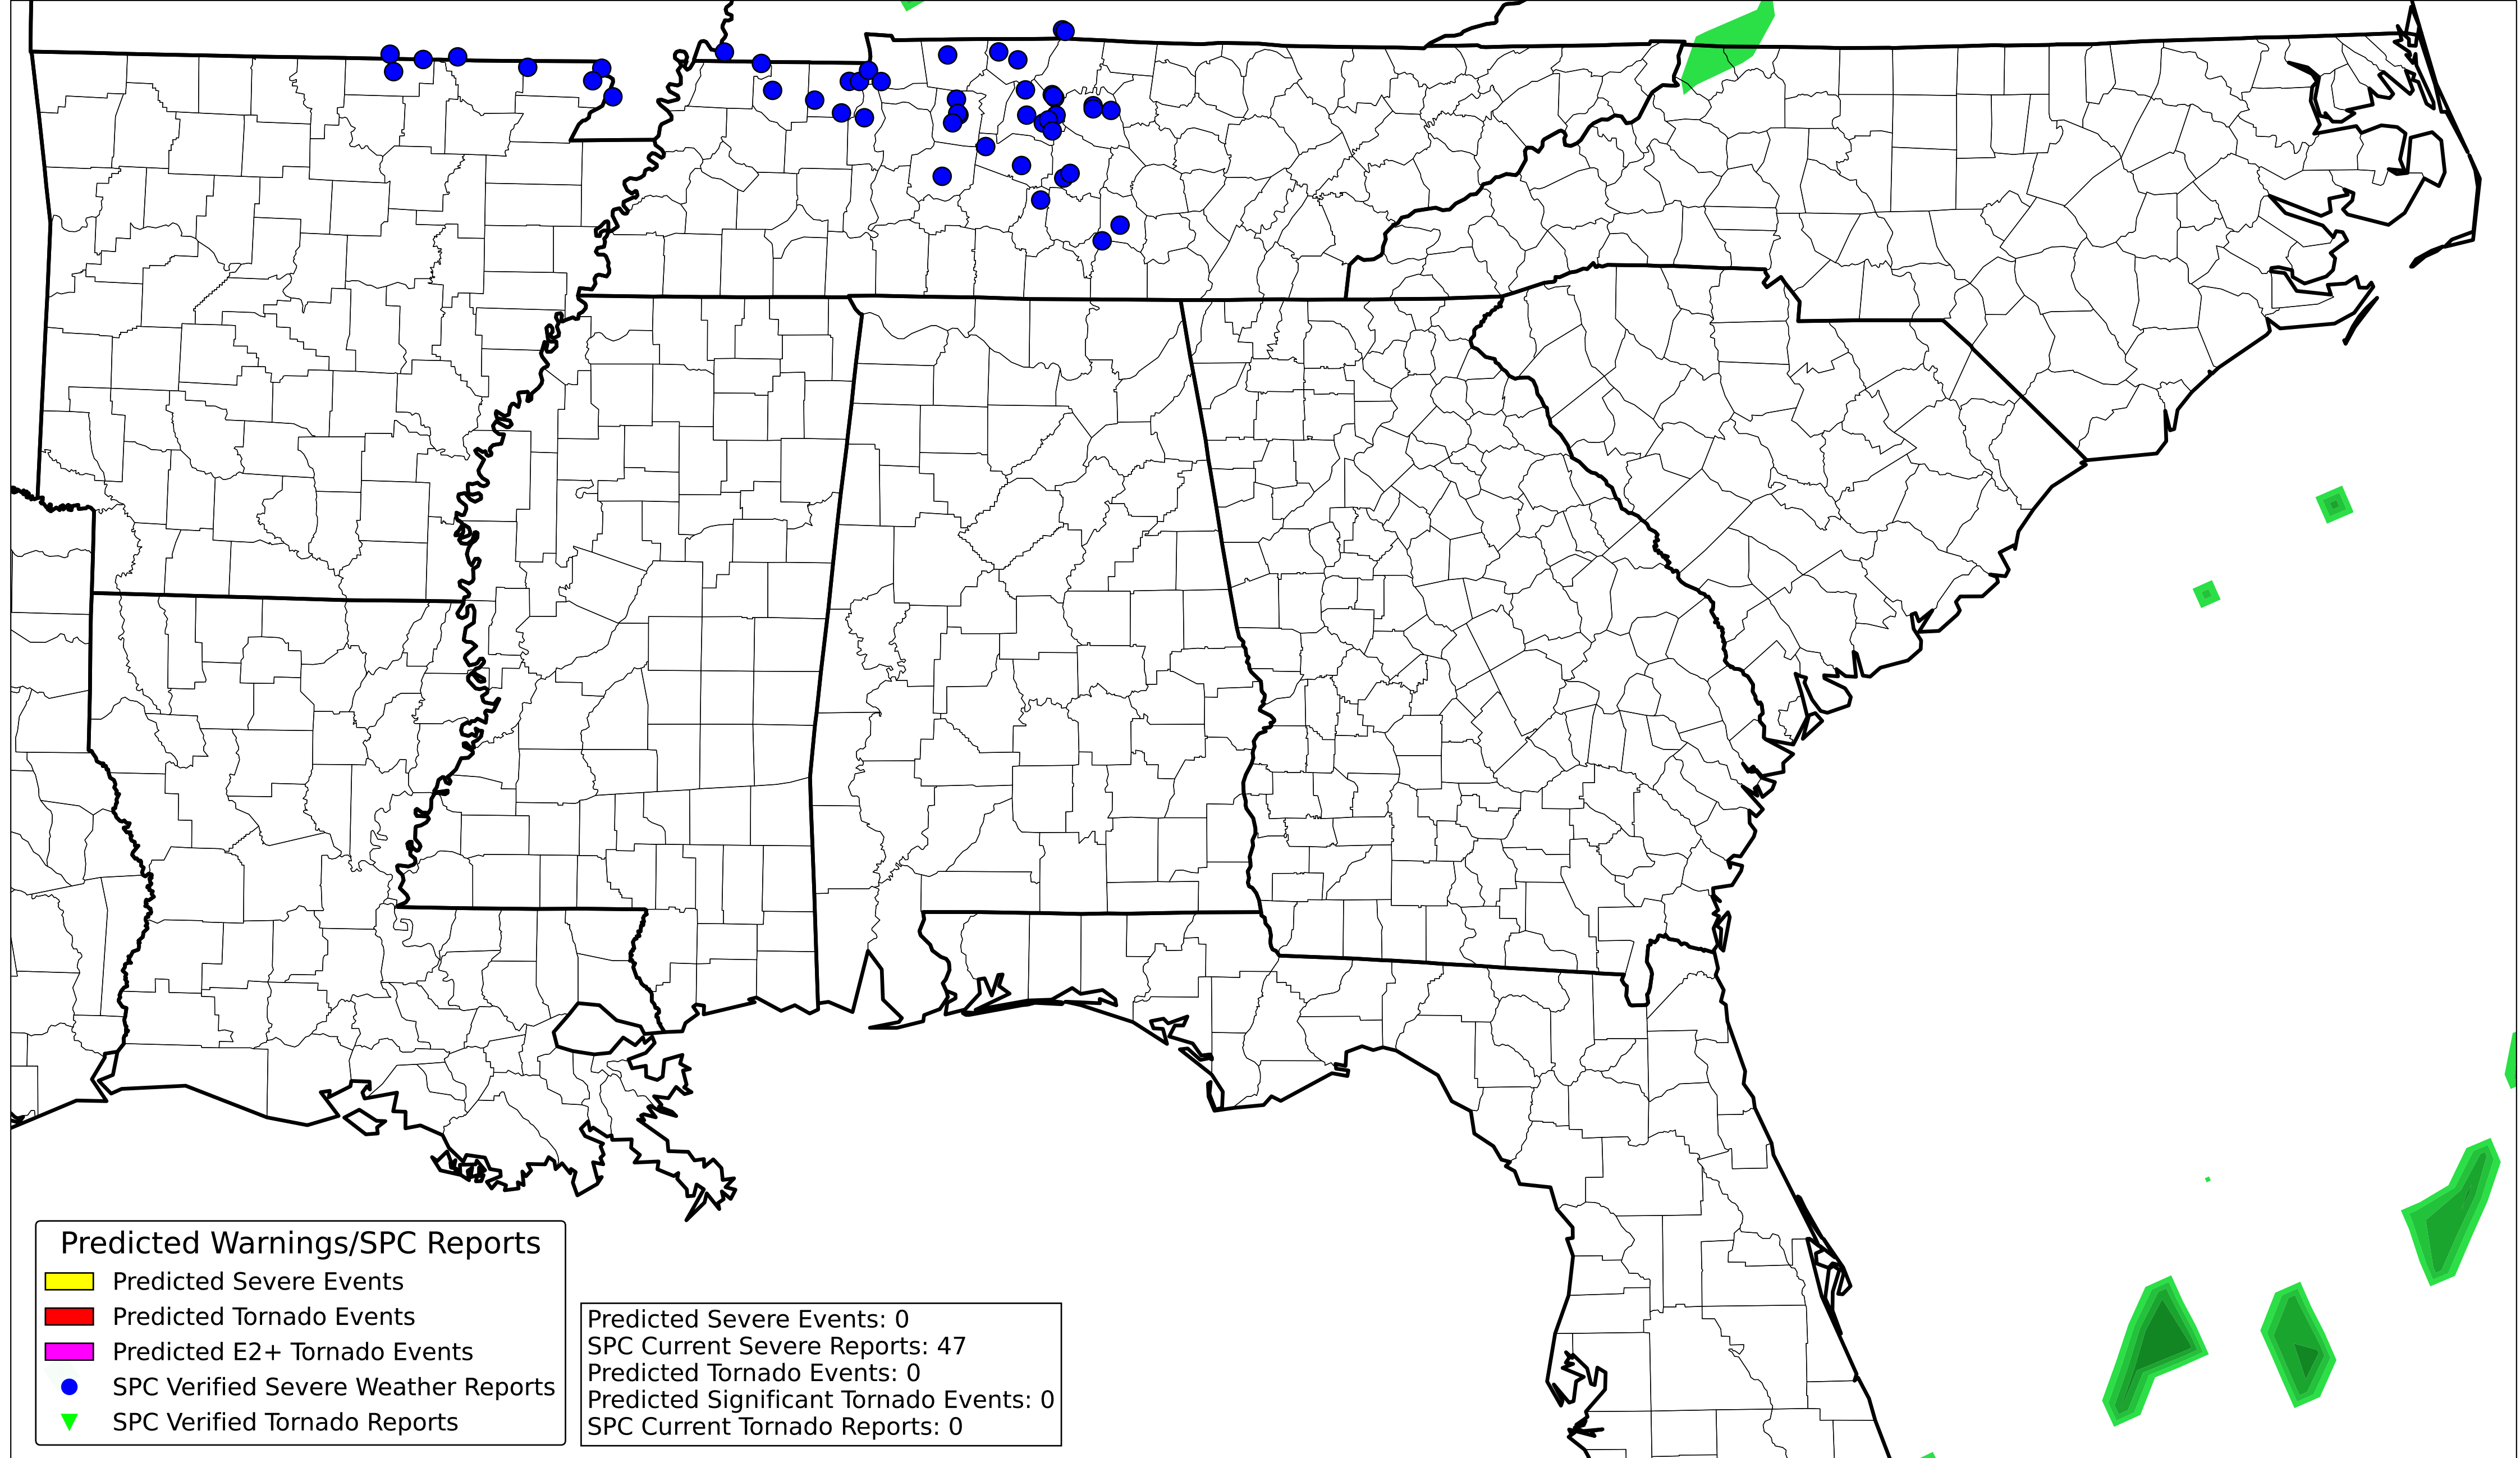 Predicted Warnings/SPC Reports
Predicted Severe Events
Predicted Tornado Events
Predicted E2+ Tornado Events
SPC Verified Severe Weather Reports
SPC Verified Tornado Reports
Predicted Severe Events: 0
SPC Current Severe Reports: 47
Predicted Tornado Events: 0
Predicted Significant Tornado Events: 0
SPC Current Tornado Reports: 0